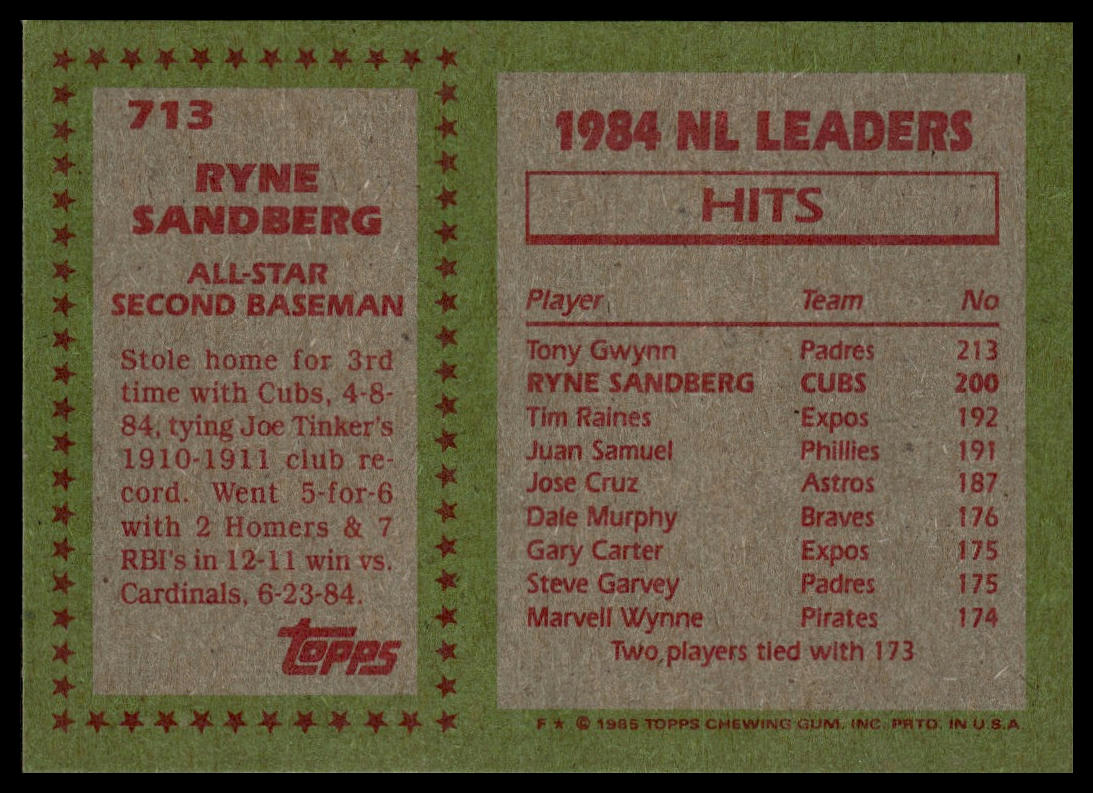 713
RYNE
SANDBERG
ALL-STAR
SECOND BASEMAN
Stole home for 3rd
time with Cubs, 4-8-
84, tying Joe Tinker's
1910-1911 club re-
cord. Went 5-for-6
with 2 Homers & 7
RBI's in 12-11 win vs.
Cardinals, 6-23-84.
Topps
1984 NL LEADERS
HITS
Player Team No
Tony Gwynn Padres 213
RYNE SANDBERG CUBS 200
Tim Raines Expos 192
Juan Samuel Phillies 191
Jose Cruz Astros 187
Dale Murphy Braves 176
Gary Carter Expos 175
Steve Garvey Padres 175
Marvell Wynne Pirates 174
Two players tied with 173
F ★ © 1985 TOPPS CHEWING GUM, INC. PRTD. IN U.S.A.